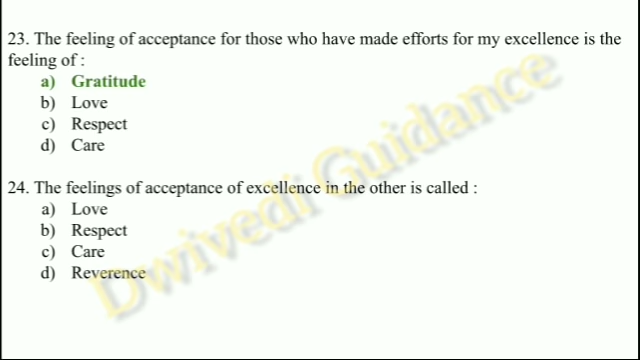 23. The feeling of acceptance for those who have made efforts for my excellence is the
feeling of :
a) Gratitude
b) Love
c) Respect
d) Care
24. The feelings of acceptance of excellence in the other is called :
a) Love
b) Respect
c) Care
d) Reverence
Dwivedi Guidance